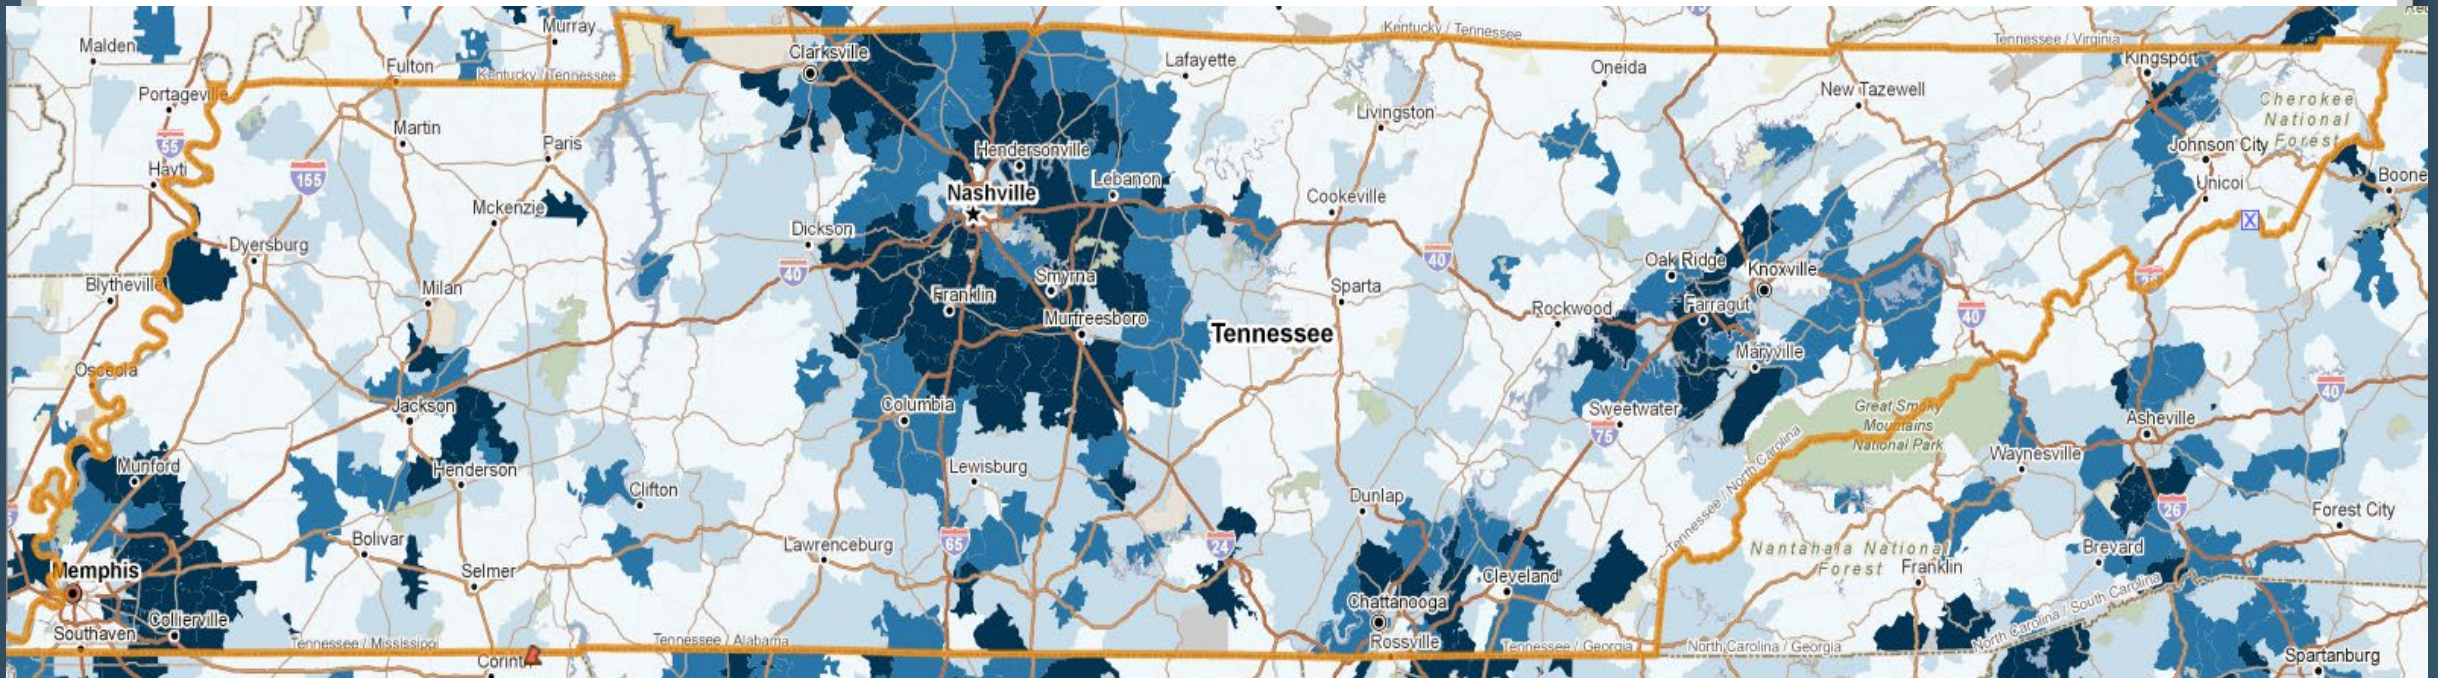 Murray
Kentucky / Tennessee
Tennessee / Virginia
Malden
Clarksville
Lafayette
Kingsport
Fulton
Kentucky / Tennessee
Oneida
New Tazewell
Portageville
Cherokee
National
Forest
Livingston
Martin
55
Paris
Hendersonville
Johnson City
Hayti
155
Nashville
Lebanon
Unicoi
Boone
Mckenzie
Cookeville
X
Dickson
Dyersburg
40
40
Oak Ridge
Knoxville
Blytheville
Milan
Smyrna
Sparta
Franklin
Farragut
Rockwood
Murfreesboro
40
Tennessee
Maryville
Osceola
40
Jackson
Columbia
Sweetwater
Great Smoky
Mountains
National Park
Asheville
75
Munford
Henderson
Lewisburg
Waynesville
Clifton
Dunlap
Tennessee / North Carolina
26
Forest City
Bolivar
Lawrenceburg
65
24
Nantahala National
Forest
Brevard
Memphis
Selmer
Cleveland
Franklin
Chattanooga
Collierville
Southaven
Tennessee / Mississippi
Tennessee / Alabama
Rossville
Tennessee / Georgia
North Carolina / Georgia
North Carolina / South Carolina
Spartanburg